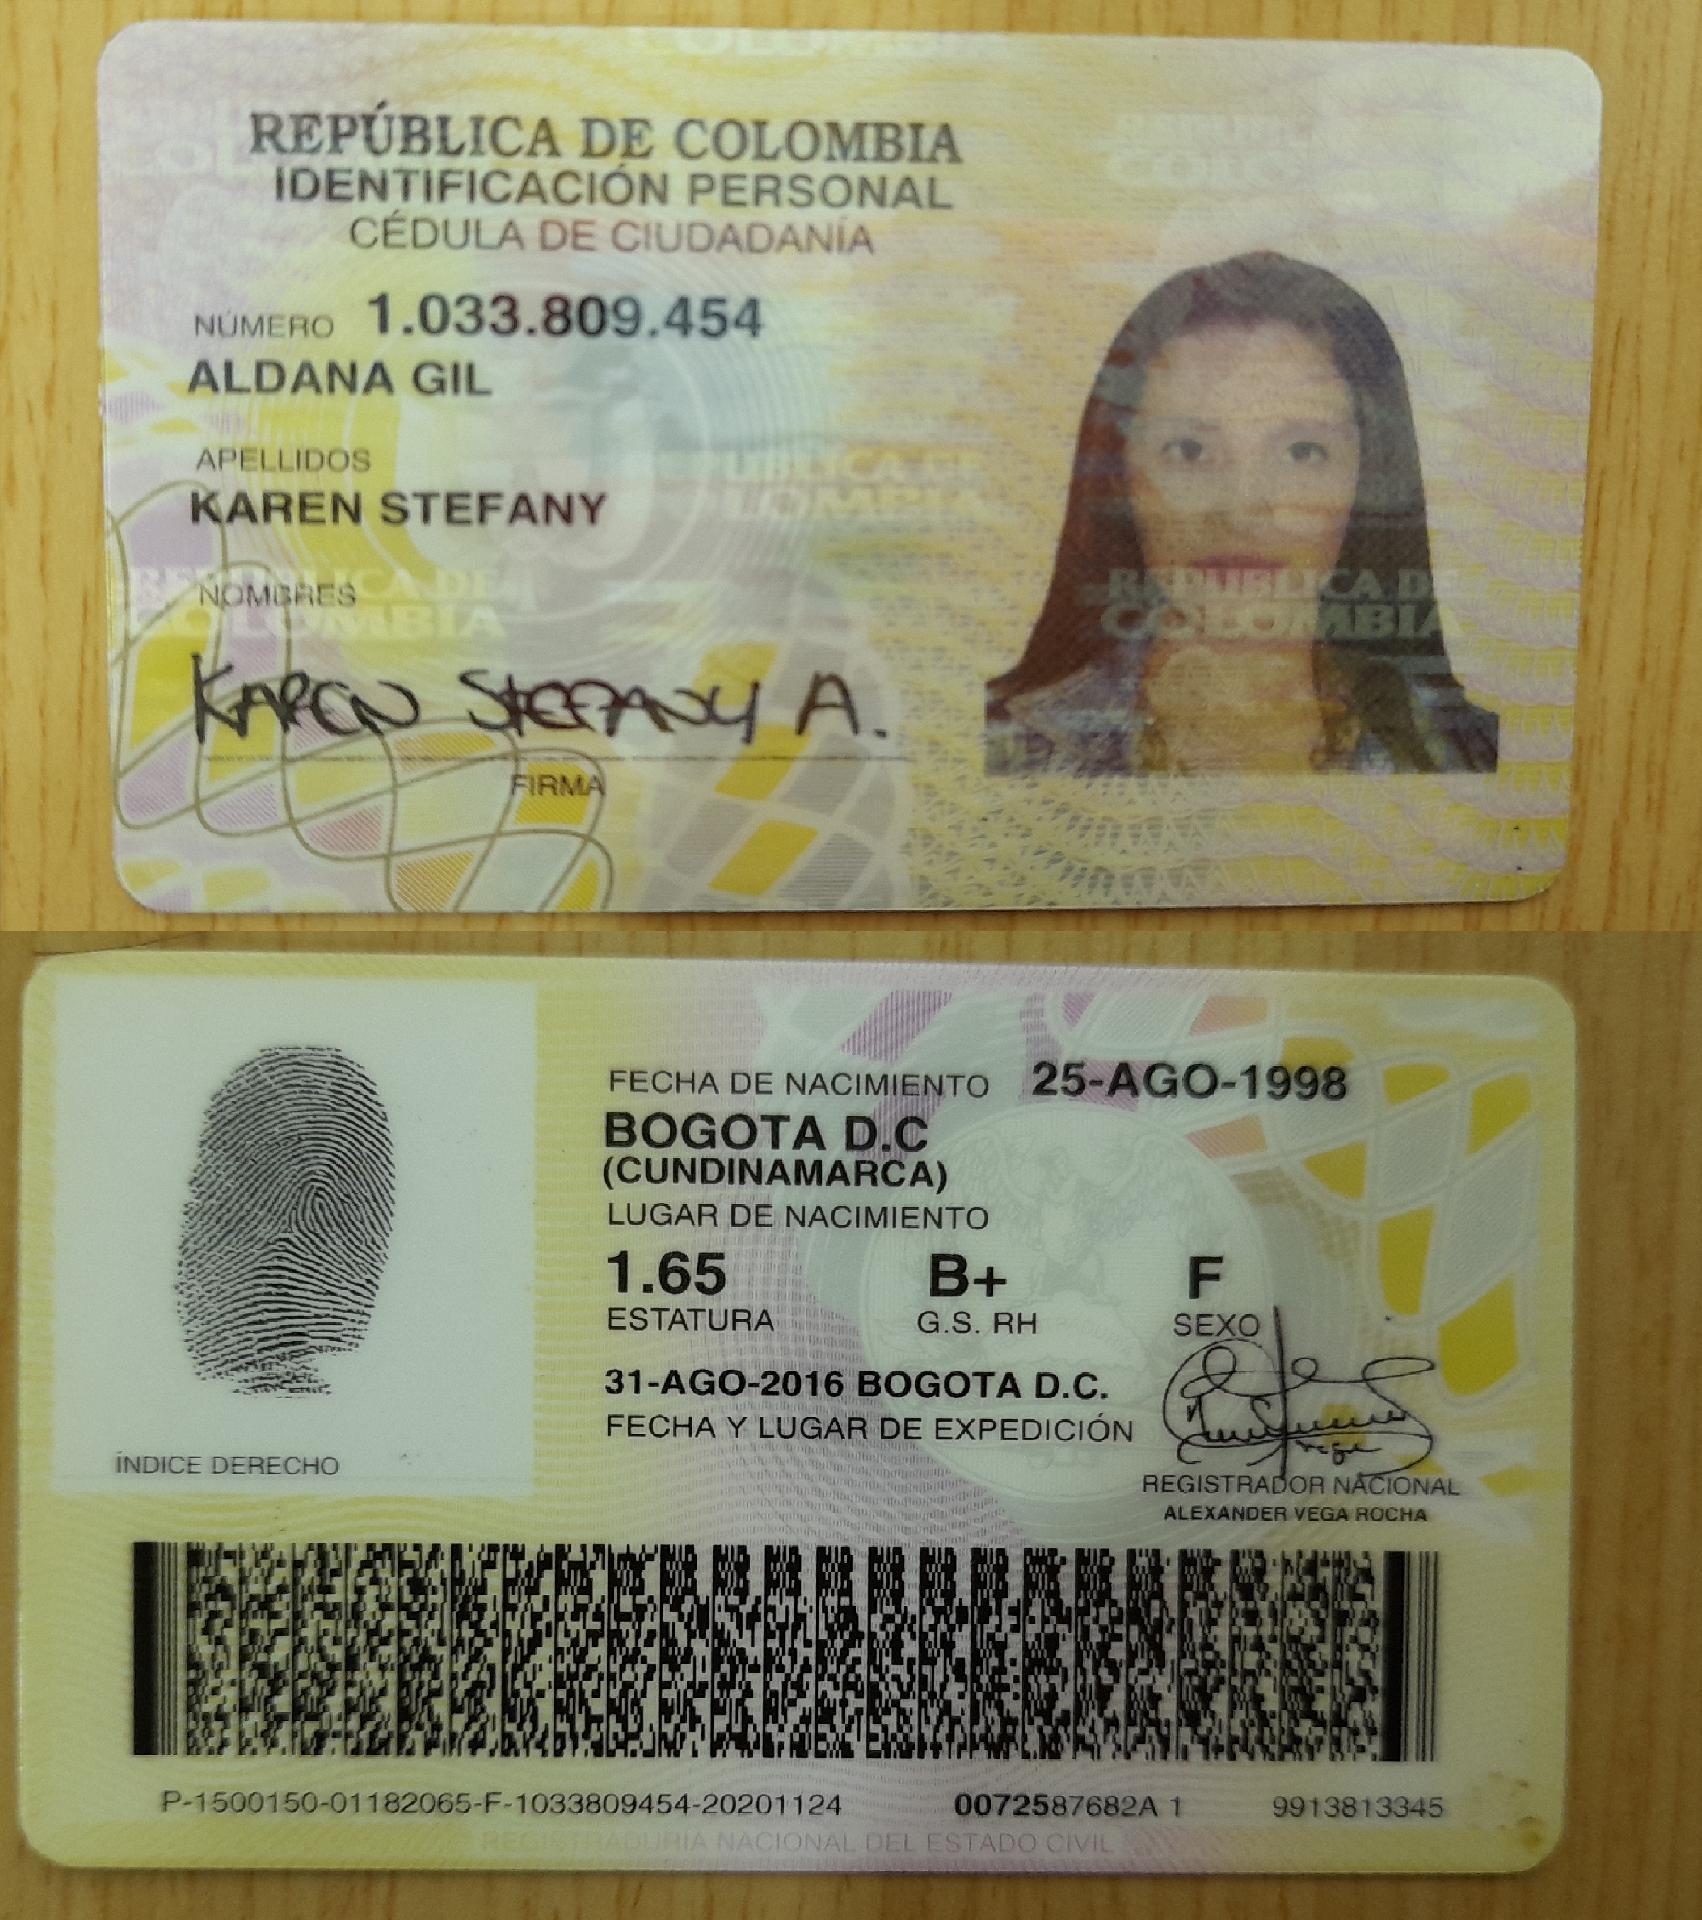 REPÚBLICA DE COLOMBIA
IDENTIFICACIÓN PERSONAL
CÉDULA DE CIUDADANÍA
NÚMERO 1.033.809.454
ALDANA GIL
APELLIDOS
KAREN STEFANY
NOMBRES
KAREN STEFANY A.
FIRMA
REPÚBLICA DE
COLOMBIA
FECHA DE NACIMIENTO 25-AGO-1998
BOGOTA D.C
(CUNDINAMARCA)
LUGAR DE NACIMIENTO
1.65 B+ F
ESTATURA G.S. RH SEXO
31-AGO-2016 BOGOTA D.C.
FECHA Y LUGAR DE EXPEDICIÓN
ÍNDICE DERECHO
REGISTRADOR NACIONAL
ALEXANDER VEGA ROCHA
P-1500150-01182065-F-1033809454-20201124 0072587682A 1 9913813345
REGISTRADURIA NACIONAL DEL ESTADO CIVIL